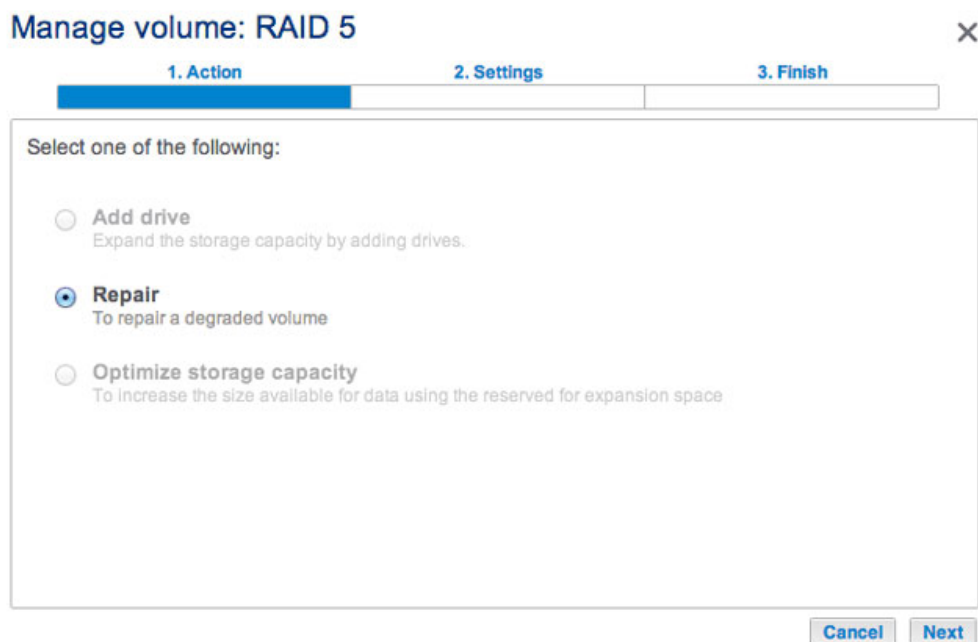 Manage volume: RAID 5
1. Action
2. Settings
3. Finish
Select one of the following:
Add drive
Expand the storage capacity by adding drives.
Repair
To repair a degraded volume
Optimize storage capacity
To increase the size available for data using the reserved for expansion space
Cancel
Next